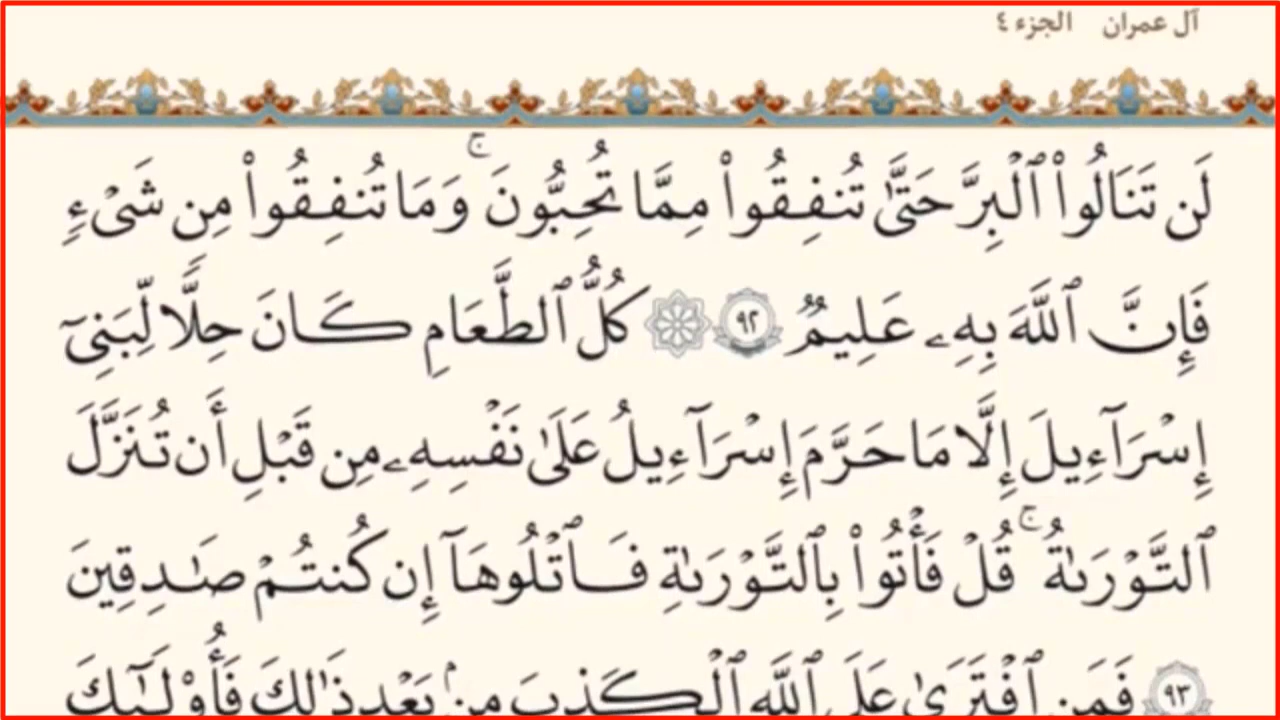 آل عمران الجزء ٤
لَن تَنَالُوا۟ ٱلْبِرَّ حَتَّىٰ تُنفِقُوا۟ مِمَّا تُحِبُّونَ ۚ وَمَا تُنفِقُوا۟ مِن شَىْءٍ
فَإِنَّ ٱللَّهَ بِهِۦ عَلِيمٌ ٩٢ ۞ كُلُّ ٱلطَّعَامِ كَانَ حِلًّا لِّبَنِىٓ
إِسْرَٰٓءِيلَ إِلَّا مَا حَرَّمَ إِسْرَٰٓءِيلُ عَلَىٰ نَفْسِهِۦ مِن قَبْلِ أَن تُنَزَّلَ
ٱلتَّوْرَىٰةُ ۚ قُلْ فَأْتُوا۟ بِٱلتَّوْرَىٰةِ فَٱتْلُوهَآ إِن كُنتُمْ صَـٰدِقِينَ
٩٣ فَمَنِ ٱفْتَرَىٰ عَلَى ٱللَّهِ ٱلْكَذِبَ مِنۢ بَعْدِ ذَٰلِكَ فَأُو۟لَـٰٓئِكَ